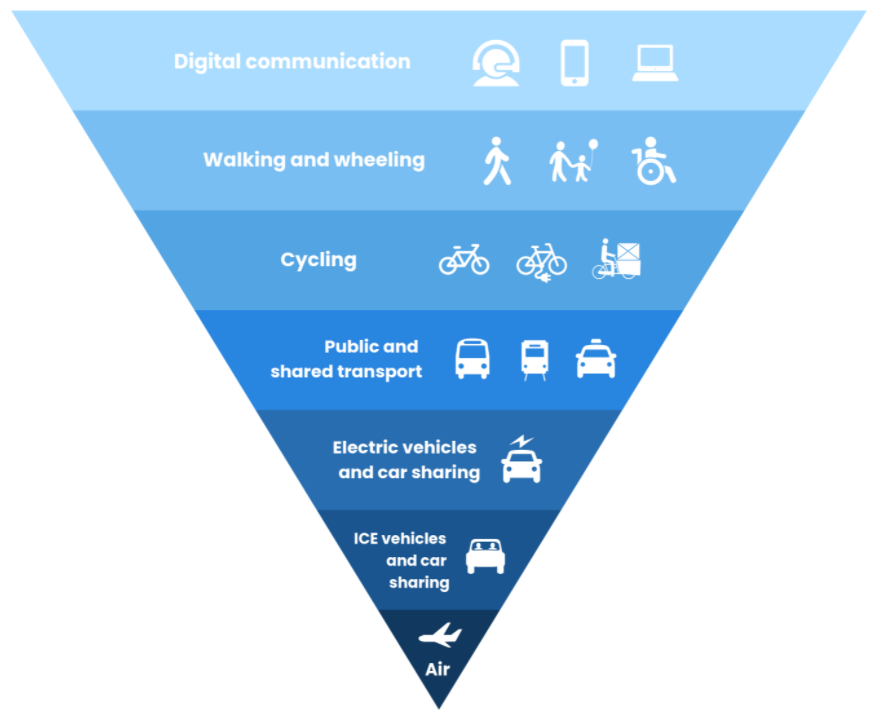 Digital communication
Walking and wheeling
Cycling
Public and
shared transport
Electric vehicles
and car sharing
ICE vehicles
and car
sharing
Air